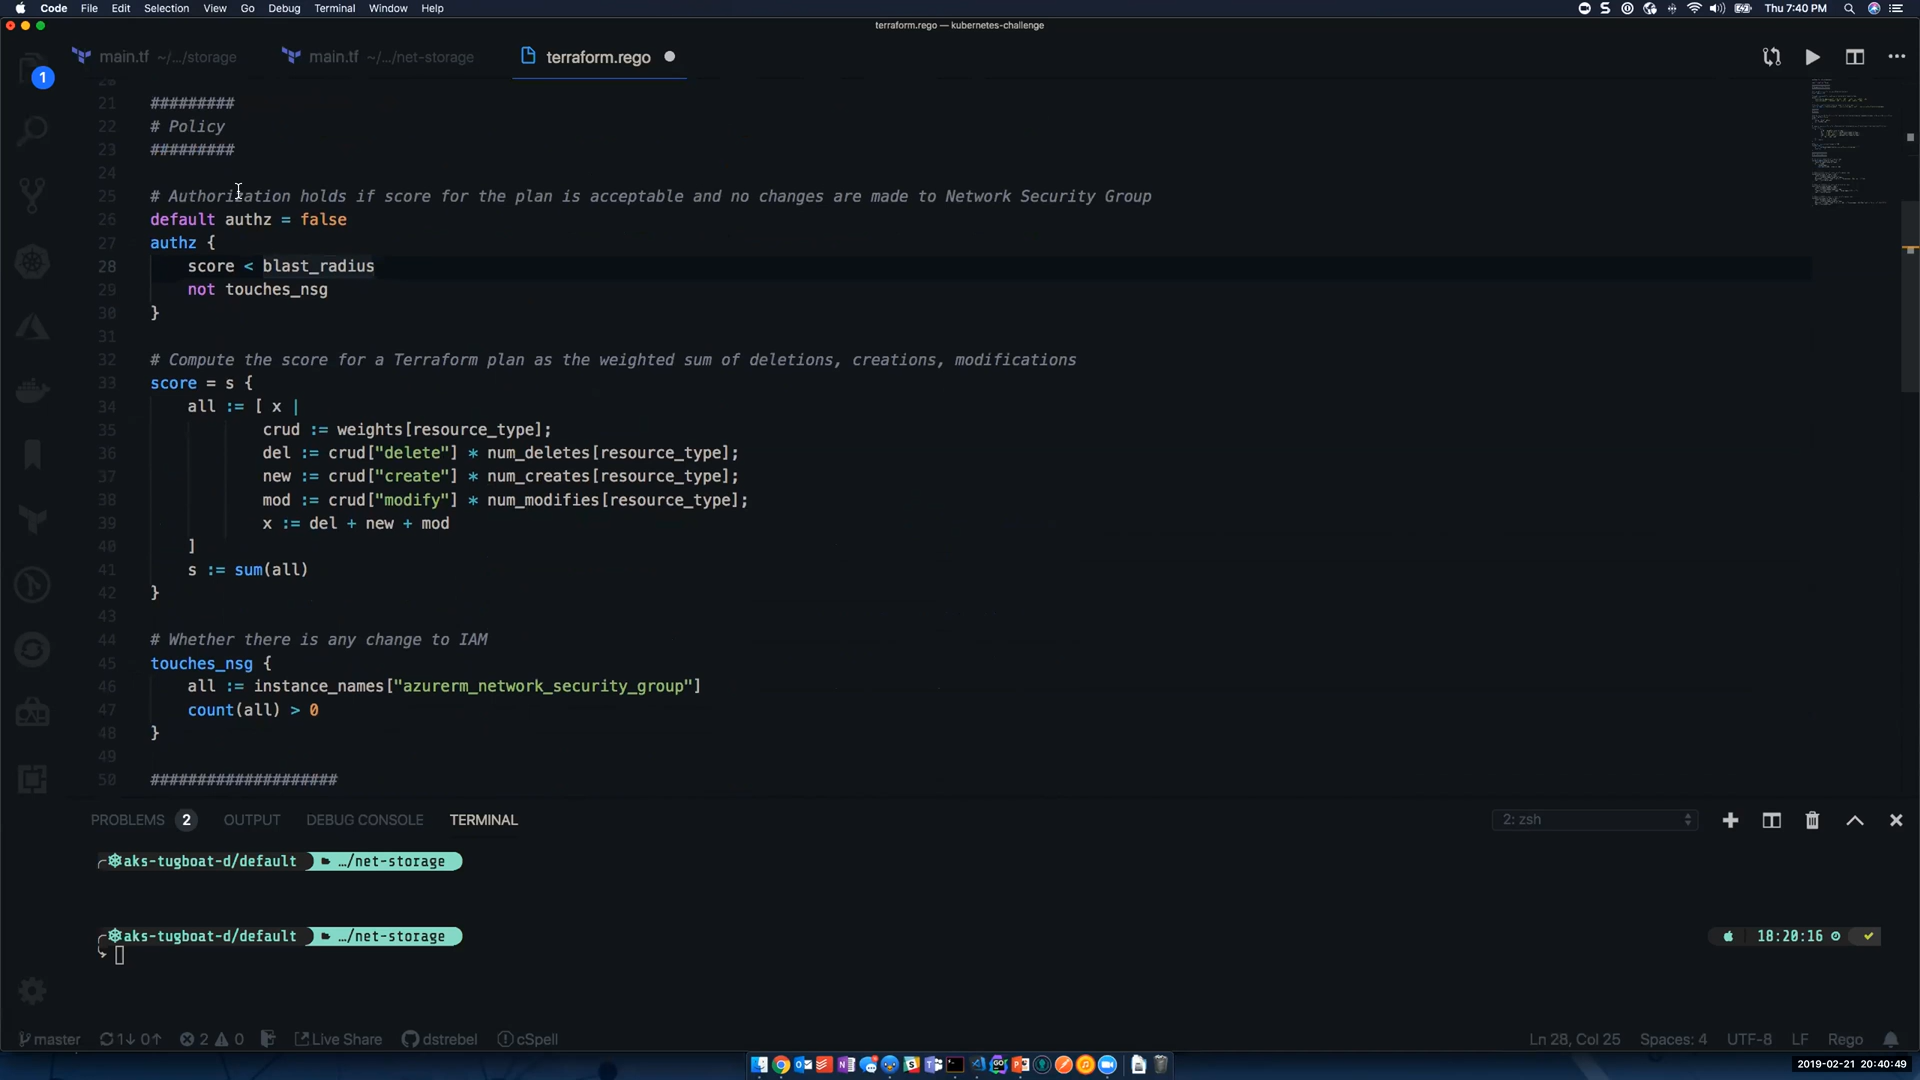 Code File Edit Selection View Go Debug Terminal Window Help Thu 7:40 PM
terraform.rego — kubernetes-challenge
main.tf ~/.../storage main.tf ~/.../net-storage terraform.rego
1
21 #########
22 # Policy
23 #########
24
25 # Authorization holds if score for the plan is acceptable and no changes are made to Network Security Group
26 default authz = false
27 authz {
28 score < blast_radius
29 not touches_nsg
30 }
31
32 # Compute the score for a Terraform plan as the weighted sum of deletions, creations, modifications
33 score = s {
34 all := [ x |
35 crud := weights[resource_type];
36 del := crud["delete"] * num_deletes[resource_type];
37 new := crud["create"] * num_creates[resource_type];
38 mod := crud["modify"] * num_modifies[resource_type];
39 x := del + new + mod
40 ]
41 s := sum(all)
42 }
43
44 # Whether there is any change to IAM
45 touches_nsg {
46 all := instance_names["azurerm_network_security_group"]
47 count(all) > 0
48 }
49
50 ####################
PROBLEMS 2 OUTPUT DEBUG CONSOLE TERMINAL 2: zsh
aks-tugboat-d/default …/net-storage
aks-tugboat-d/default …/net-storage 18:20:16
master 1↓ 0↑ 2 0 Live Share dstrebel cSpell Ln 28, Col 25 Spaces: 4 UTF-8 LF Rego
2019-02-21 20:40:49